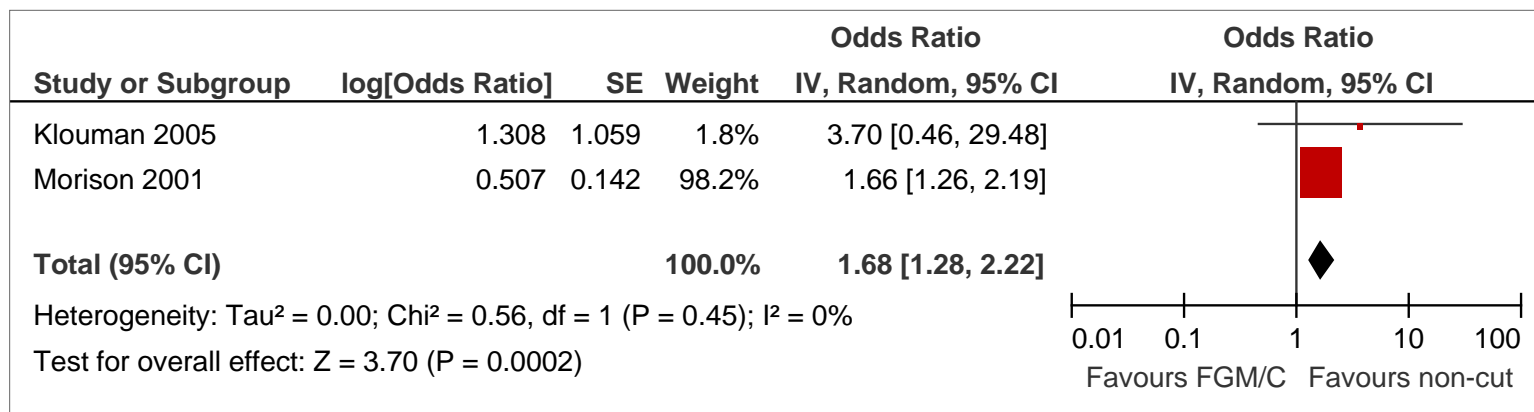 Odds Ratio Odds Ratio
Study or Subgroup log[Odds Ratio] SE Weight IV, Random, 95% CI IV, Random, 95% CI
Klouman 2005 1.308 1.059 1.8% 3.70 [0.46, 29.48]
Morison 2001 0.507 0.142 98.2% 1.66 [1.26, 2.19]
Total (95% CI) 100.0% 1.68 [1.28, 2.22]
Heterogeneity: Tau² = 0.00; Chi² = 0.56, df = 1 (P = 0.45); I² = 0%
Test for overall effect: Z = 3.70 (P = 0.0002)
0.01 0.1 1 10 100
Favours FGM/C Favours non-cut